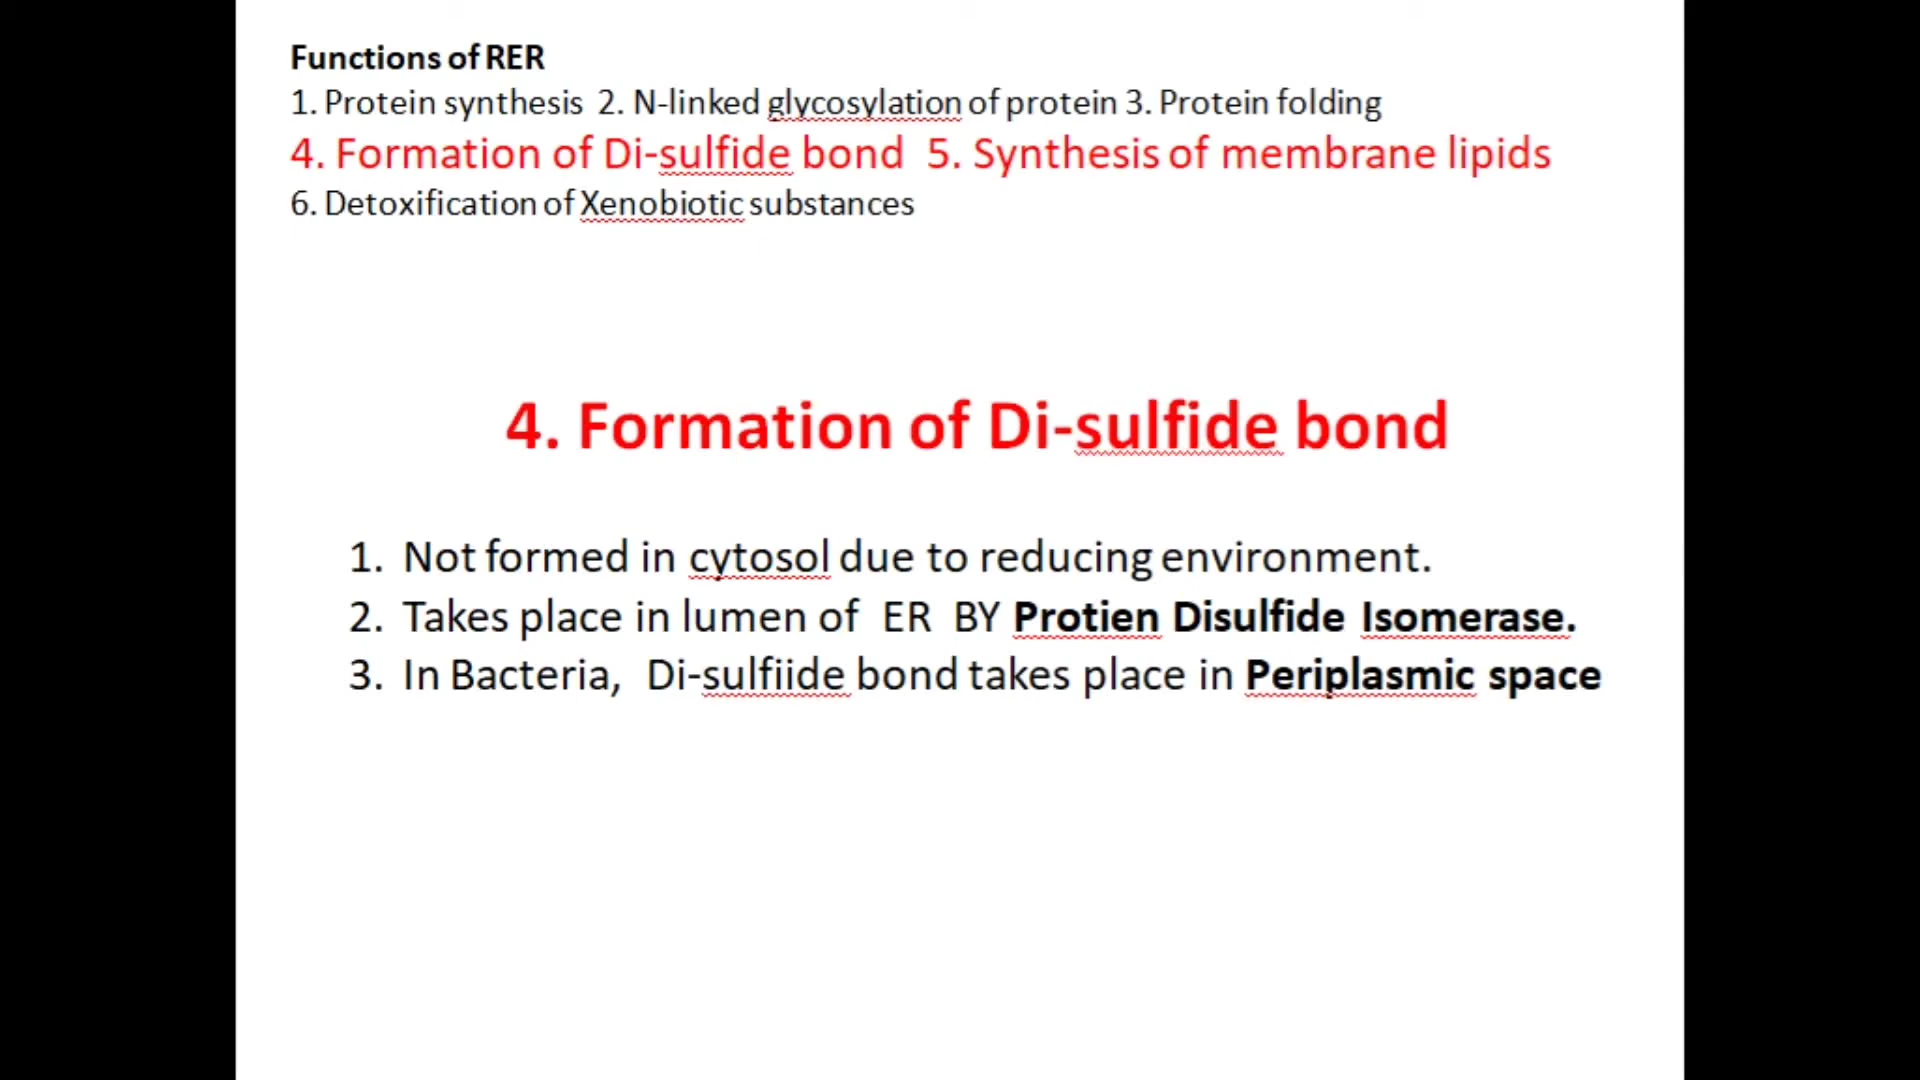 Functions of RER
1. Protein synthesis 2. N-linked glycosylation of protein 3. Protein folding
4. Formation of Di-sulfide bond 5. Synthesis of membrane lipids
6. Detoxification of Xenobiotic substances
4. Formation of Di-sulfide bond
1. Not formed in cytosol due to reducing environment.
2. Takes place in lumen of ER BY Protien Disulfide Isomerase.
3. In Bacteria, Di-sulfiide bond takes place in Periplasmic space